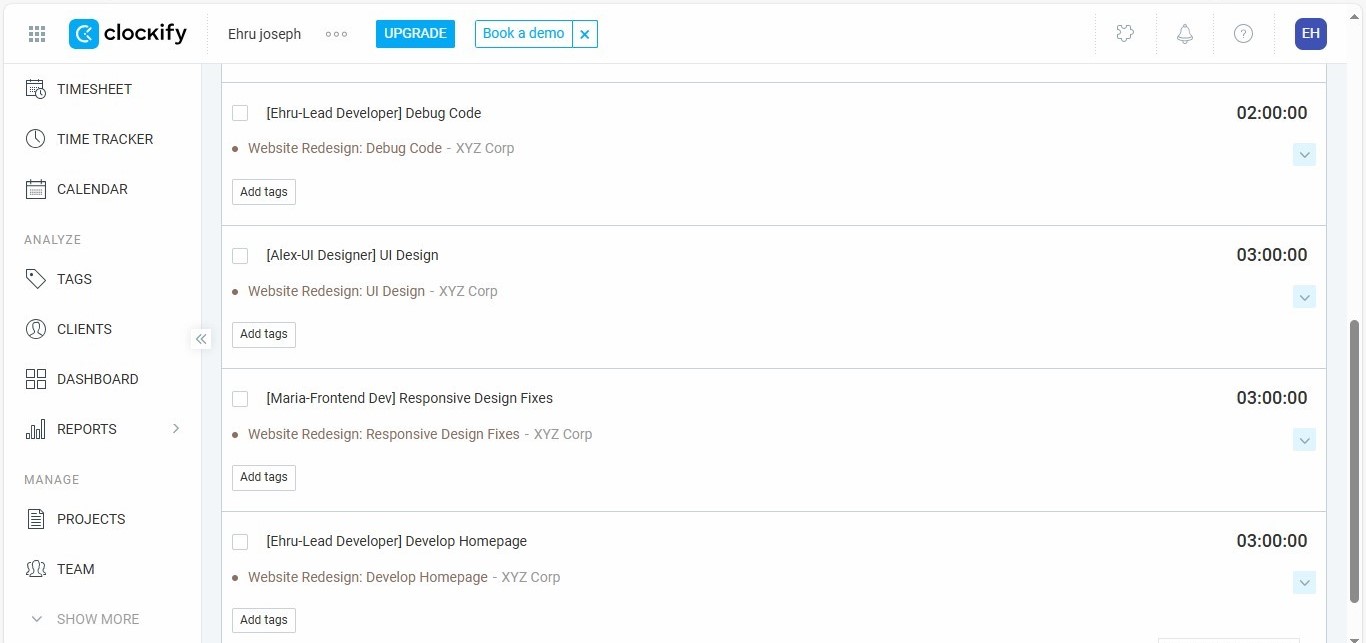 clockify Ehru joseph UPGRADE Book a demo × ? EH
TIMESHEET
TIME TRACKER
CALENDAR
ANALYZE
TAGS
CLIENTS
DASHBOARD
REPORTS
MANAGE
PROJECTS
TEAM
SHOW MORE
[Ehru-Lead Developer] Debug Code 02:00:00
Website Redesign: Debug Code - XYZ Corp
Add tags
[Alex-UI Designer] UI Design 03:00:00
Website Redesign: UI Design - XYZ Corp
Add tags
[Maria-Frontend Dev] Responsive Design Fixes 03:00:00
Website Redesign: Responsive Design Fixes - XYZ Corp
Add tags
[Ehru-Lead Developer] Develop Homepage 03:00:00
Website Redesign: Develop Homepage - XYZ Corp
Add tags